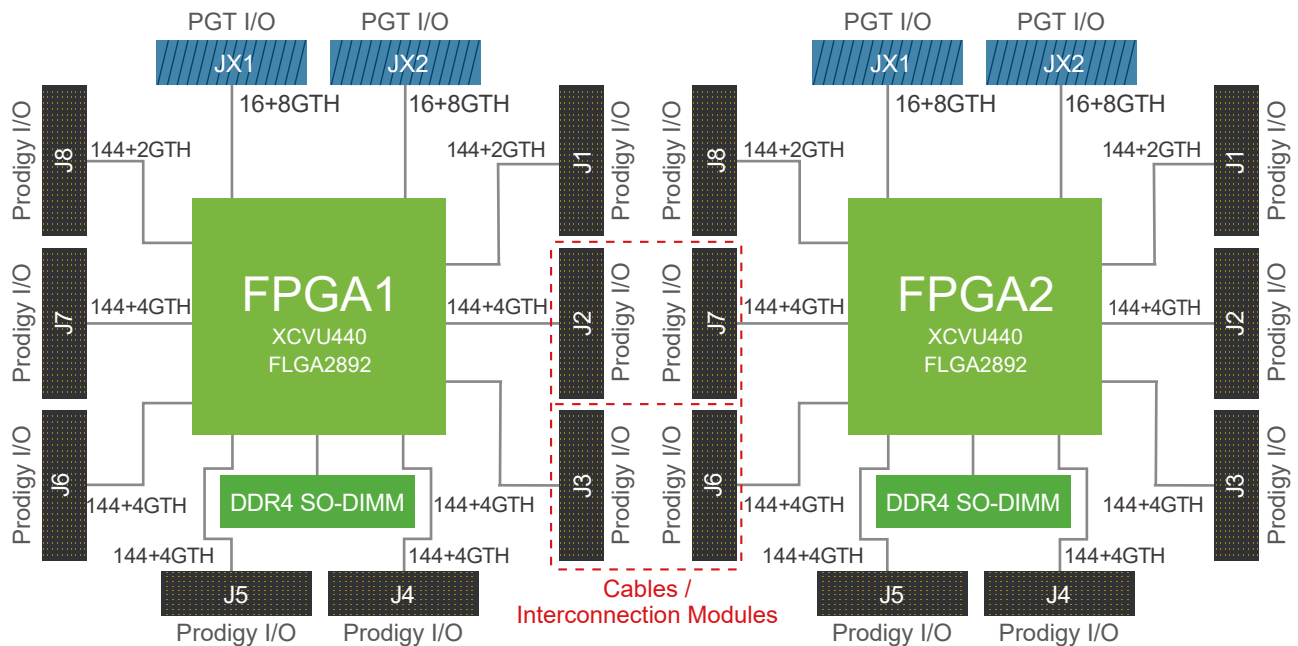 PGT I/O
PGT I/O
PGT I/O
PGT I/O
JX1
JX2
JX1
JX2
16+8GTH
16+8GTH
16+8GTH
16+8GTH
Prodigy I/O
J8
144+2GTH
144+2GTH
J1
Prodigy I/O
Prodigy I/O
J8
144+2GTH
144+2GTH
J1
Prodigy I/O
FPGA1
XCVU440
FLGA2892
FPGA2
XCVU440
FLGA2892
Prodigy I/O
J7
144+4GTH
144+4GTH
J2
Prodigy I/O
Prodigy I/O
J7
144+4GTH
144+4GTH
J2
Prodigy I/O
Prodigy I/O
J6
144+4GTH
DDR4 SO-DIMM
144+4GTH
J3
Prodigy I/O
Prodigy I/O
J6
144+4GTH
DDR4 SO-DIMM
144+4GTH
J3
Prodigy I/O
144+4GTH
144+4GTH
144+4GTH
144+4GTH
J5
J4
J5
J4
Prodigy I/O
Prodigy I/O
Prodigy I/O
Prodigy I/O
Cables /
Interconnection Modules